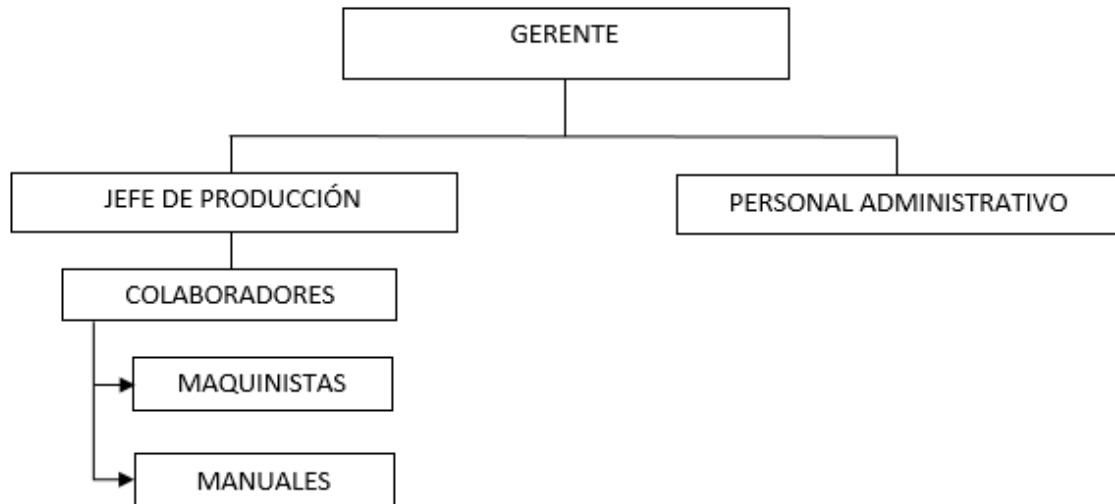 GERENTE
JEFE DE PRODUCCIÓN
PERSONAL ADMINISTRATIVO
COLABORADORES
MAQUINISTAS
MANUALES